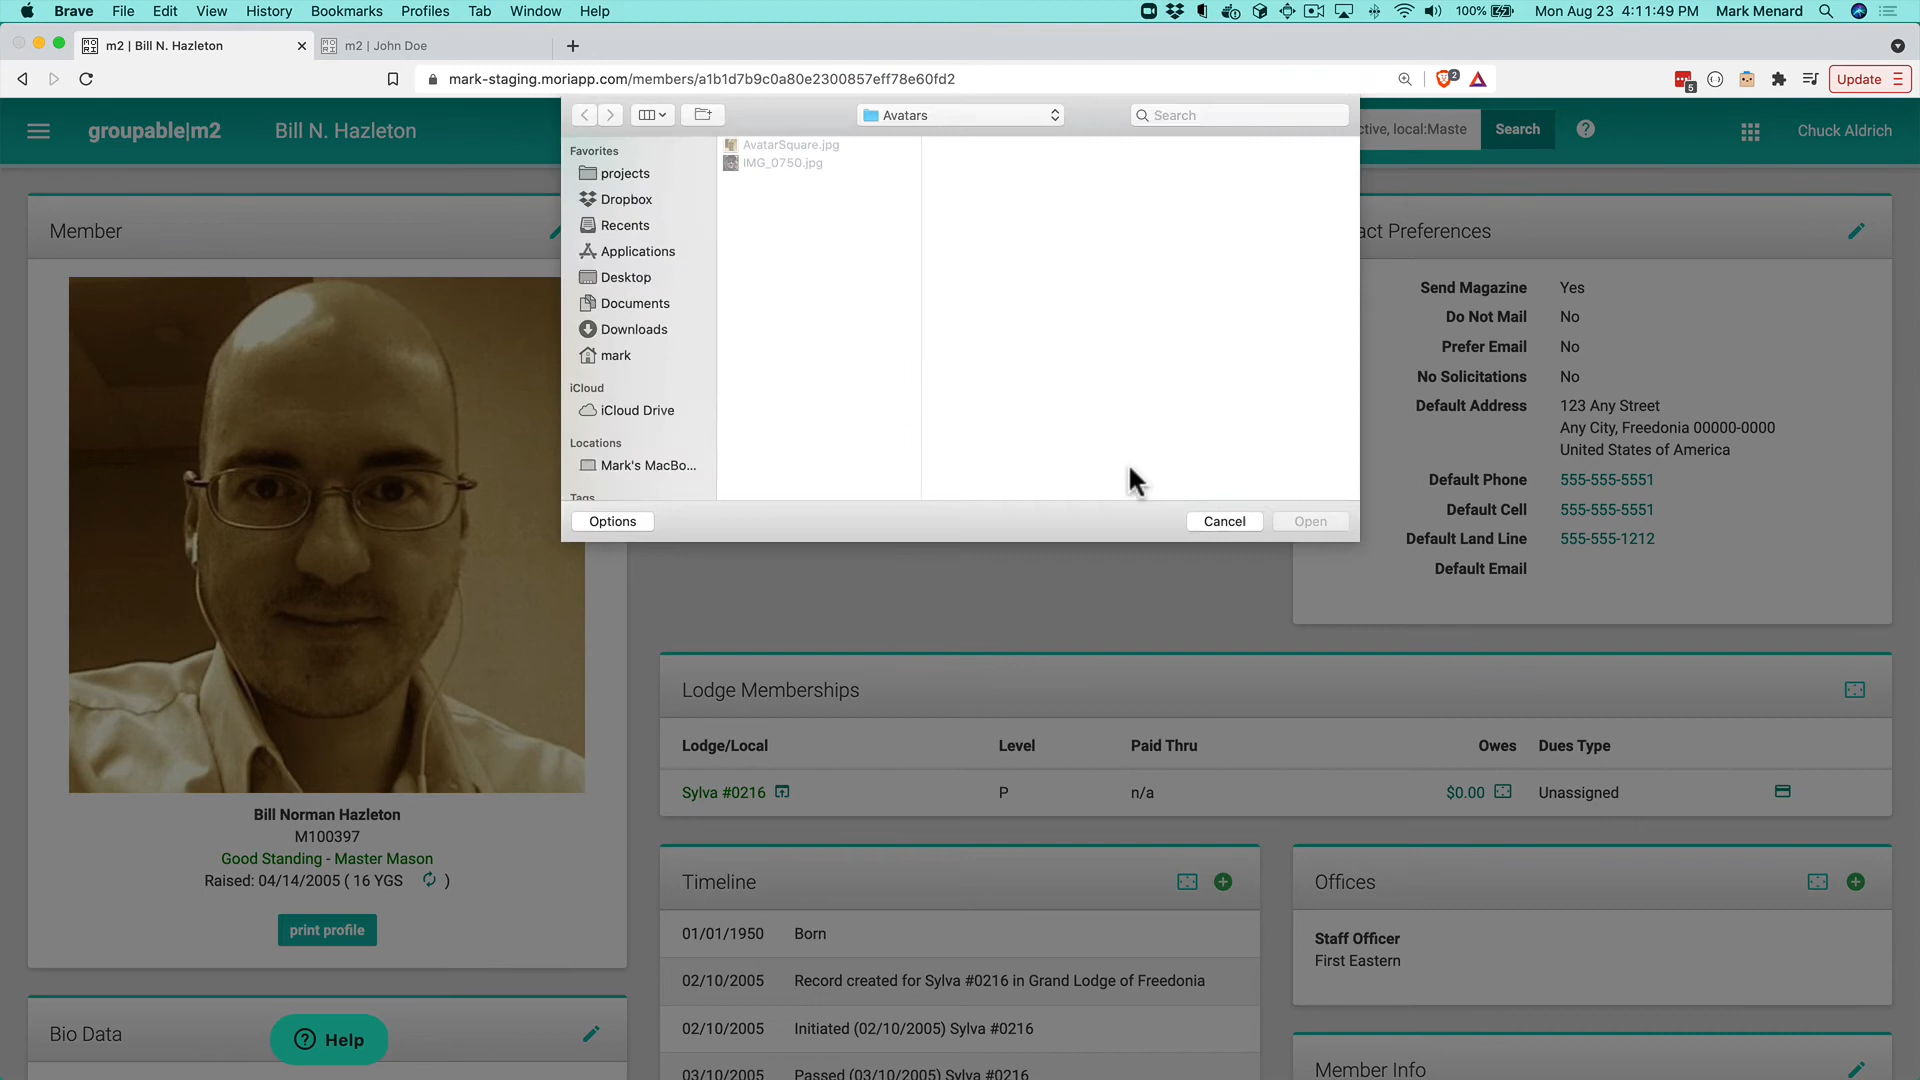 Brave File Edit View History Bookmarks Profiles Tab Window Help 100% Mon Aug 23 4:11:49 PM Mark Menard
m2 | Bill N. Hazleton m2 | John Doe
mark-staging.moriapp.com/members/a1b1d7b9c0a80e2300857eff78e60fd2 2 5 Update
groupable|m2 Bill N. Hazleton ctive, local:Maste Search Chuck Aldrich
Avatars Search
Favorites
projects
Dropbox
Recents
Applications
Desktop
Documents
Downloads
mark
iCloud
iCloud Drive
Locations
Mark's MacBo...
Tags
AvatarSquare.jpg
IMG_0750.jpg
Options Cancel Open
Member
Bill Norman Hazleton
M100397
Good Standing - Master Mason
Raised: 04/14/2005 ( 16 YGS )
print profile
Bio Data
Help
act Preferences
Send Magazine Yes
Do Not Mail No
Prefer Email No
No Solicitations No
Default Address 123 Any Street
Any City, Freedonia 00000-0000
United States of America
Default Phone 555-555-5551
Default Cell 555-555-5551
Default Land Line 555-555-1212
Default Email
Lodge Memberships
Lodge/Local Level Paid Thru Owes Dues Type
Sylva #0216 P n/a $0.00 Unassigned
Timeline
01/01/1950 Born
02/10/2005 Record created for Sylva #0216 in Grand Lodge of Freedonia
02/10/2005 Initiated (02/10/2005) Sylva #0216
03/10/2005 Passed (03/10/2005) Sylva #0216
Offices
Staff Officer
First Eastern
Member Info